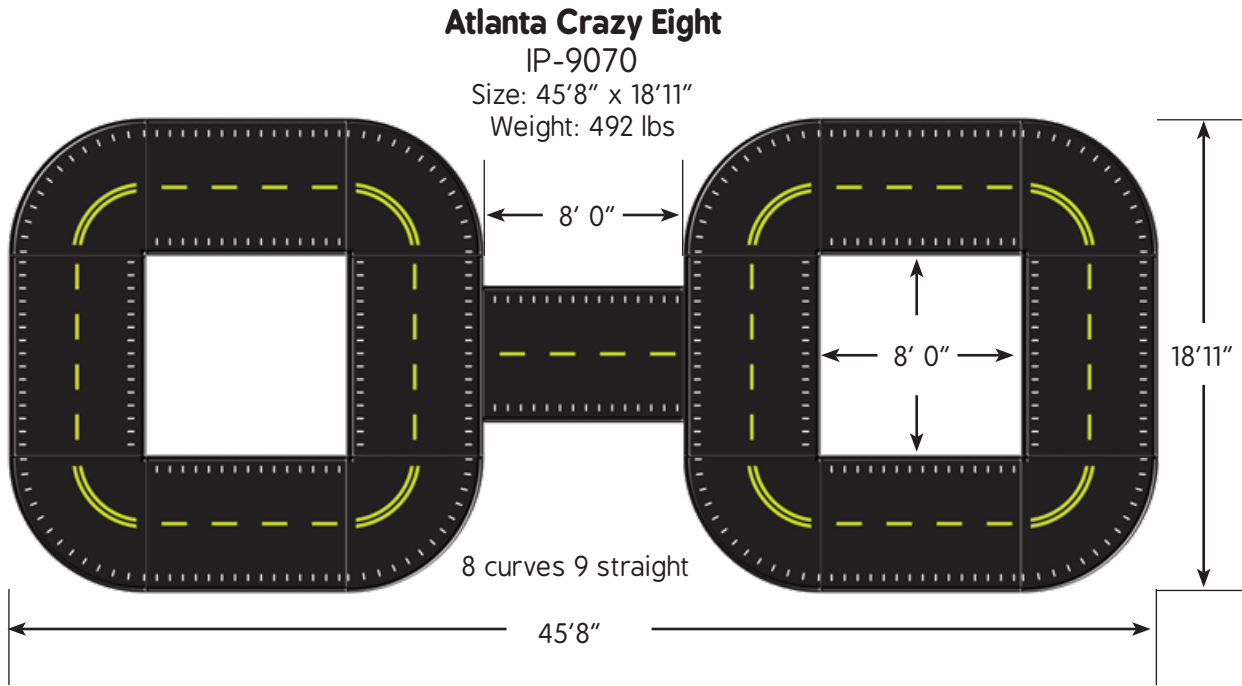 Atlanta Crazy Eight
IP-9070
Size: 45'8" x 18'11"
Weight: 492 lbs
8' 0"
8' 0"
18'11"
8 curves 9 straight
45'8"